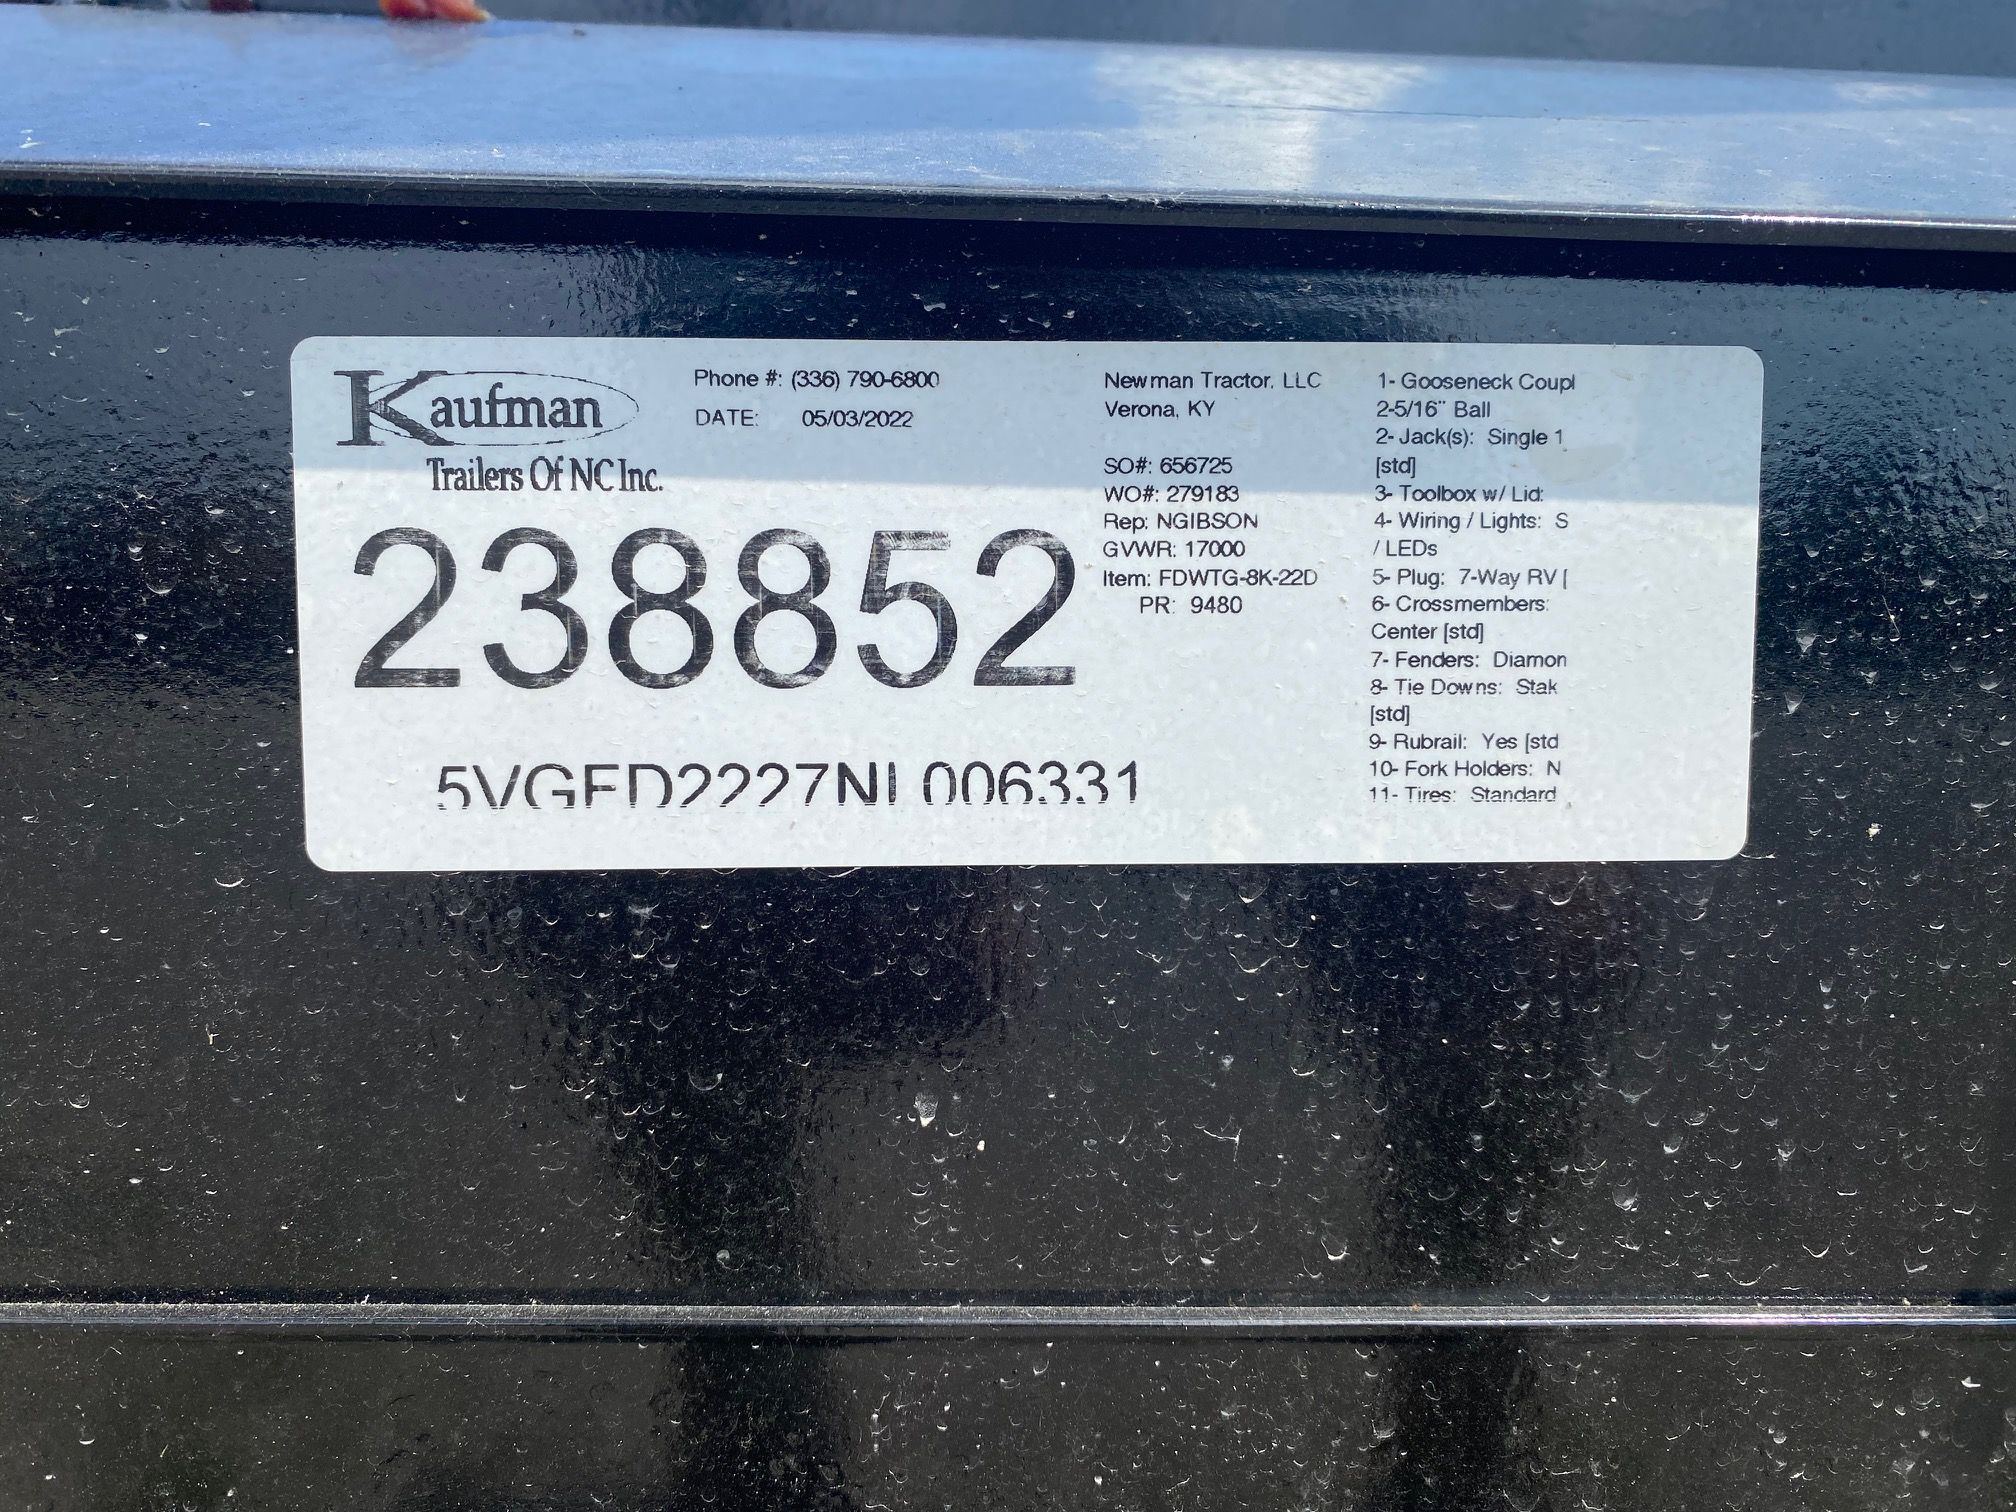 Kaufman
Trailers Of NC Inc.
Phone #: (336) 790-6800
DATE: 05/03/2022
238852
5VGFD2227NL006331
Newman Tractor, LLC
Verona, KY
SO#: 656725
WO#: 279183
Rep: NGIBSON
GVWR: 17000
Item: FDWTG-8K-22D
PR: 9480
1- Gooseneck Coupl
2-5/16" Ball
2- Jack(s): Single 1
[std]
3- Toolbox w/ Lid:
4- Wiring / Lights: S
/ LEDs
5- Plug: 7-Way RV [
6- Crossmembers:
Center [std]
7- Fenders: Diamon
8- Tie Downs: Stak
[std]
9- Rubrail: Yes [std
10- Fork Holders: N
11- Tires: Standard